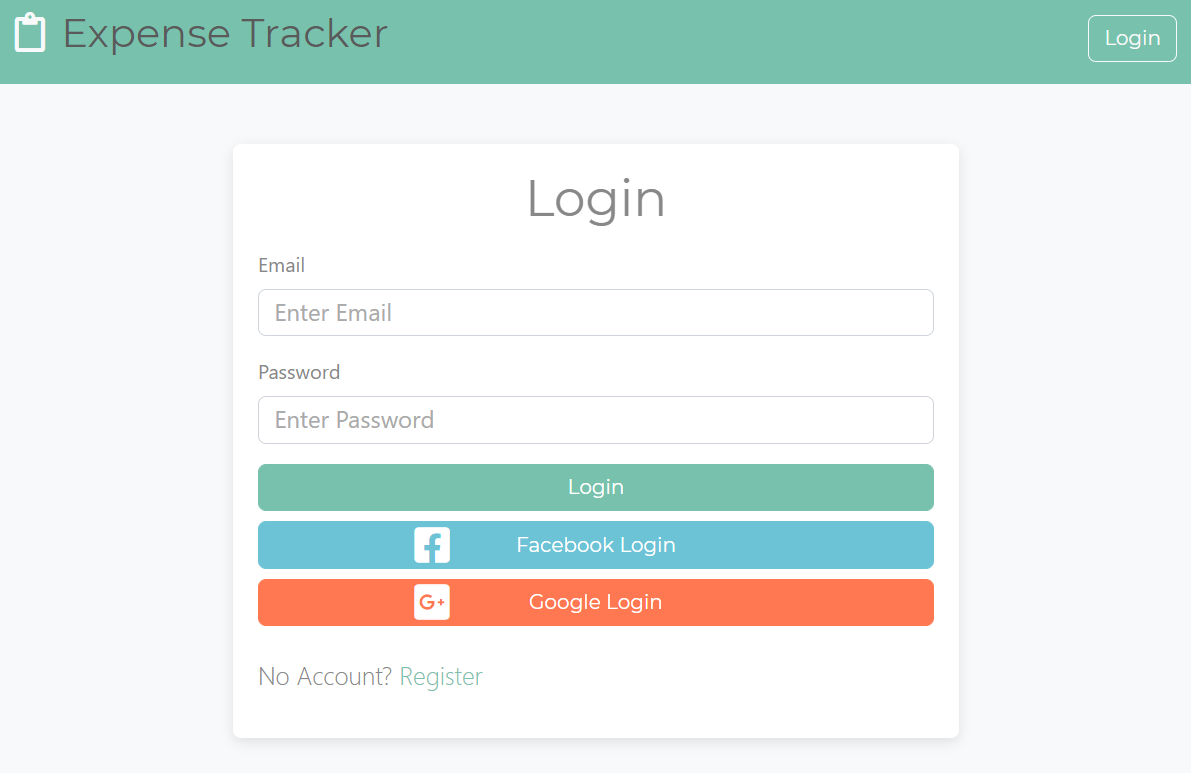 Expense Tracker
Login
Login
Email
Enter Email
Password
Enter Password
Login
Facebook Login
G+ Google Login
No Account? Register